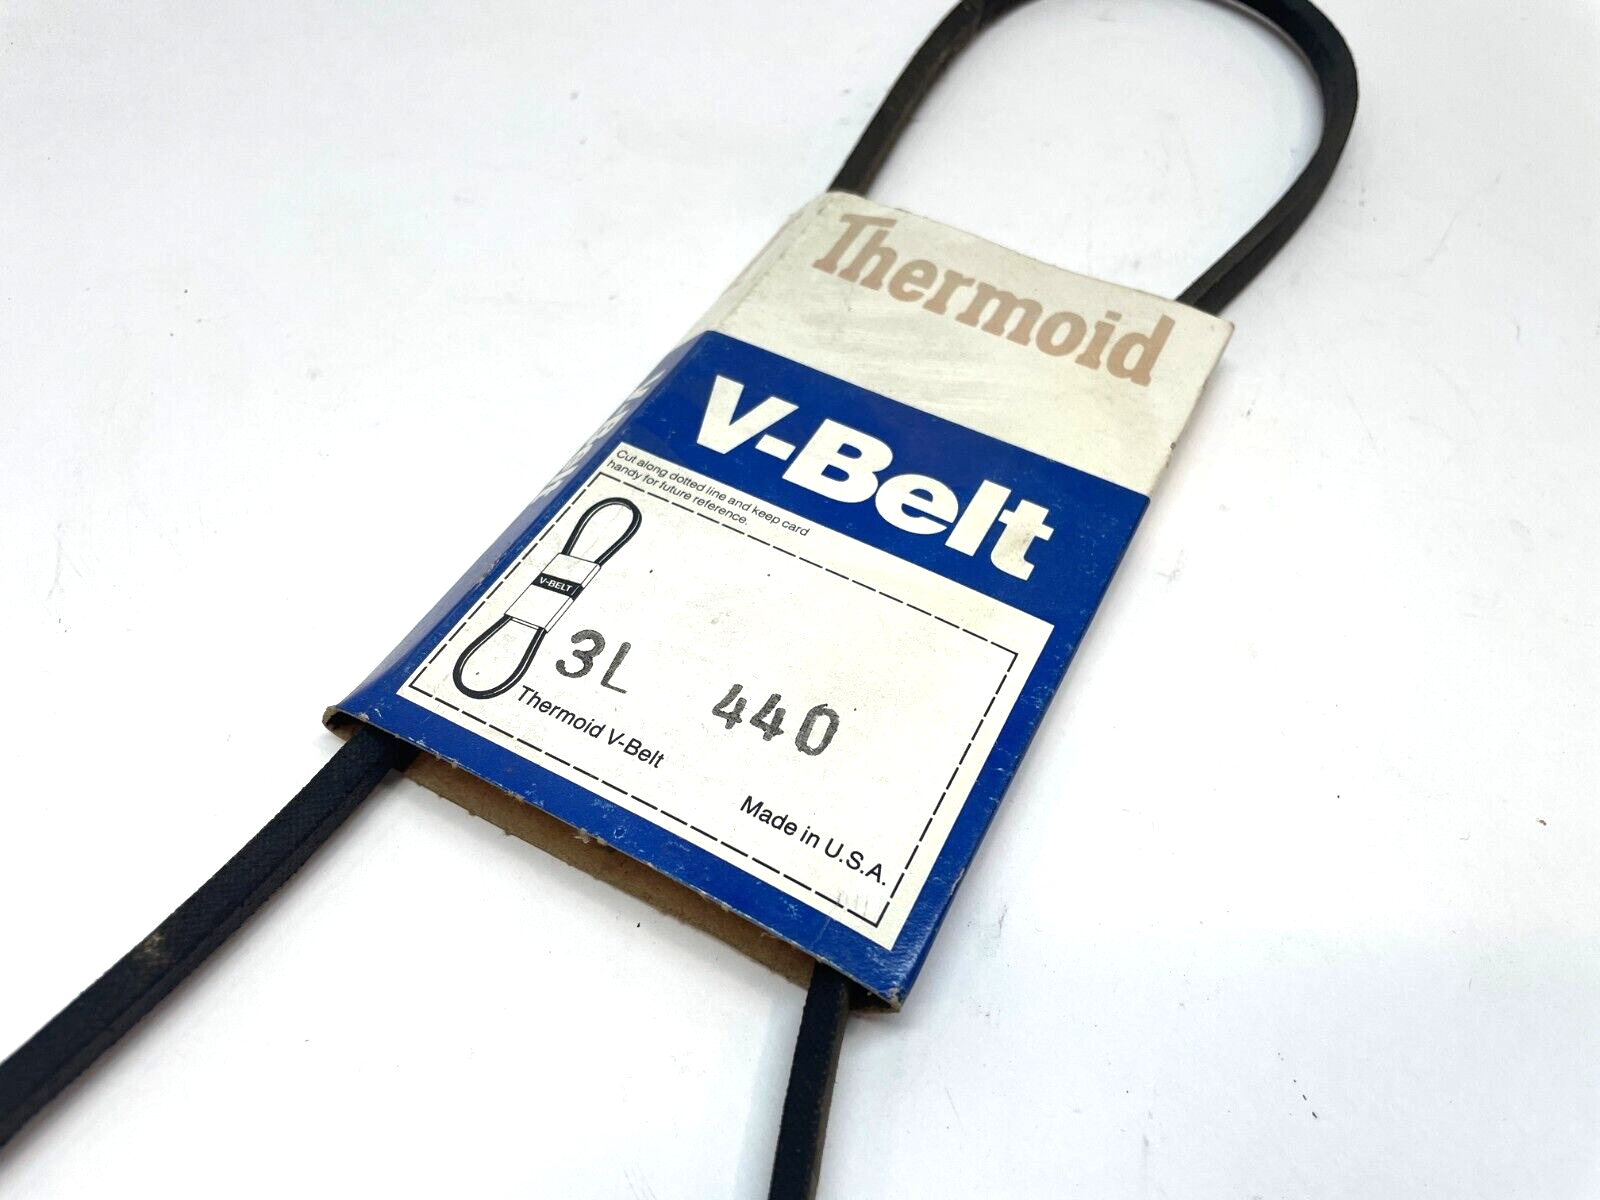 Thermoid
V-Belt
Cut along dotted line and keep card
handy for future reference.
V-BELT
3L 440
Thermoid V-Belt
Made in U.S.A.